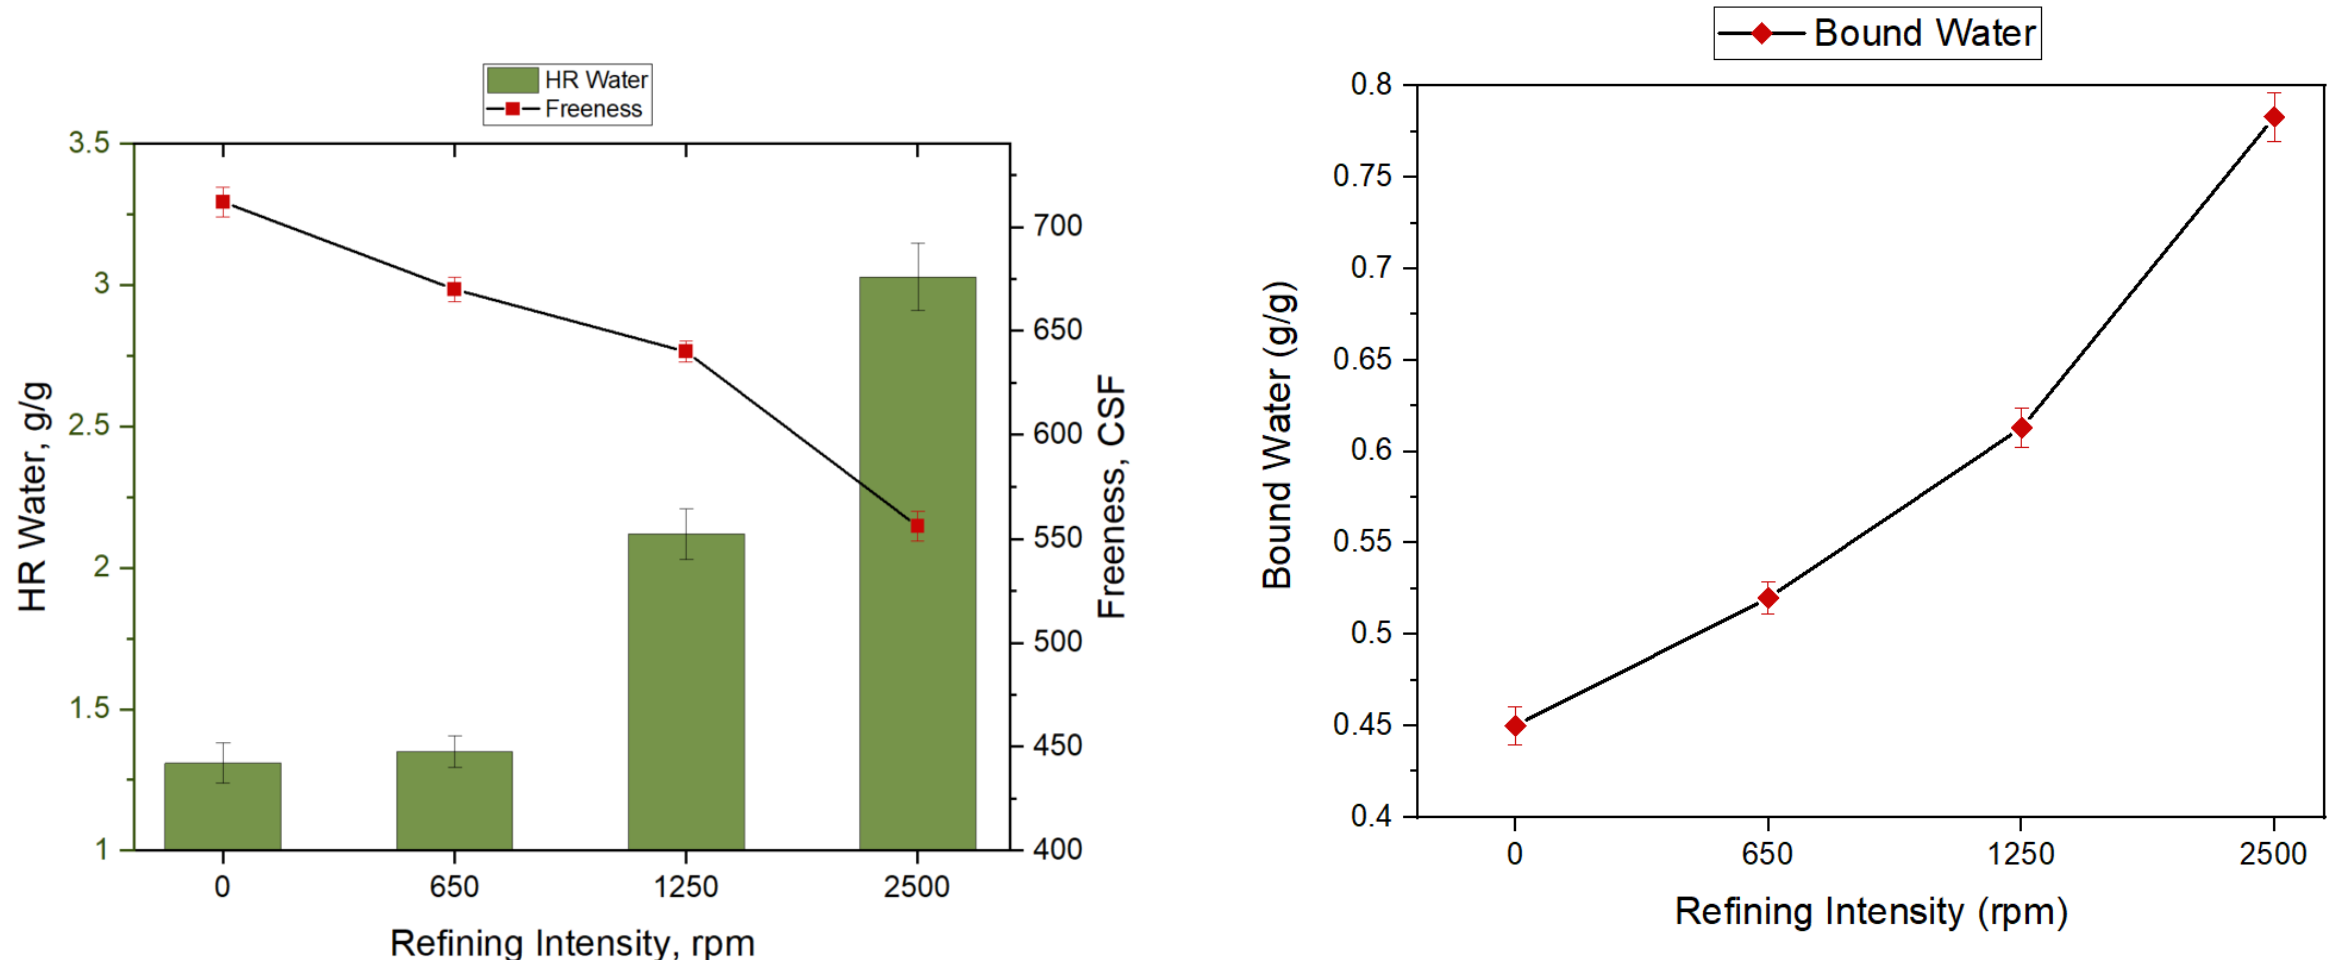 HR Water
Freeness
3.5
3
2.5
2
1.5
1
HR Water, g/g
700
650
600
550
500
450
400
Freeness, CSF
0 650 1250 2500
Refining Intensity, rpm
Bound Water
0.8
0.75
0.7
0.65
0.6
0.55
0.5
0.45
0.4
Bound Water (g/g)
0 650 1250 2500
Refining Intensity (rpm)